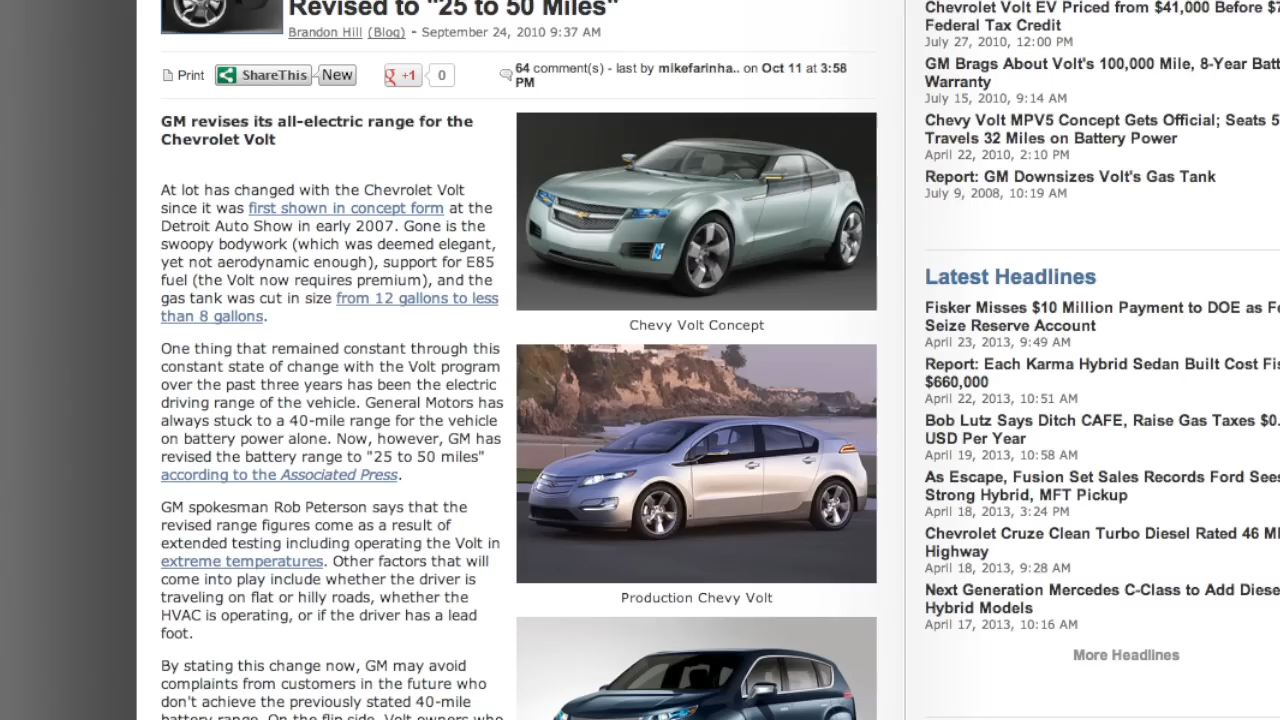 Revised to "25 to 50 Miles"
Brandon Hill (Blog) - September 24, 2010 9:37 AM
Print ShareThis New +1 0
64 comment(s) - last by mikefarinha.. on Oct 11 at 3:58
PM
GM revises its all-electric range for the
Chevrolet Volt
At lot has changed with the Chevrolet Volt
since it was first shown in concept form at the
Detroit Auto Show in early 2007. Gone is the
swoopy bodywork (which was deemed elegant,
yet not aerodynamic enough), support for E85
fuel (the Volt now requires premium), and the
gas tank was cut in size from 12 gallons to less
than 8 gallons.
One thing that remained constant through this
constant state of change with the Volt program
over the past three years has been the electric
driving range of the vehicle. General Motors has
always stuck to a 40-mile range for the vehicle
on battery power alone. Now, however, GM has
revised the battery range to "25 to 50 miles"
according to the Associated Press.
GM spokesman Rob Peterson says that the
revised range figures come as a result of
extended testing including operating the Volt in
extreme temperatures. Other factors that will
come into play include whether the driver is
traveling on flat or hilly roads, whether the
HVAC is operating, or if the driver has a lead
foot.
By stating this change now, GM may avoid
complaints from customers in the future who
don't achieve the previously stated 40-mile
battery range. On the flip side, Volt owners who
Chevy Volt Concept
Production Chevy Volt
Chevrolet Volt EV Priced from $41,000 Before $7
Federal Tax Credit
July 27, 2010, 12:00 PM
GM Brags About Volt's 100,000 Mile, 8-Year Batt
Warranty
July 15, 2010, 9:14 AM
Chevy Volt MPV5 Concept Gets Official; Seats 5
Travels 32 Miles on Battery Power
April 22, 2010, 2:10 PM
Report: GM Downsizes Volt's Gas Tank
July 9, 2008, 10:19 AM
Latest Headlines
Fisker Misses $10 Million Payment to DOE as Fe
Seize Reserve Account
April 23, 2013, 9:49 AM
Report: Each Karma Hybrid Sedan Built Cost Fis
$660,000
April 22, 2013, 10:51 AM
Bob Lutz Says Ditch CAFE, Raise Gas Taxes $0.
USD Per Year
April 19, 2013, 10:58 AM
As Escape, Fusion Set Sales Records Ford Sees
Strong Hybrid, MFT Pickup
April 18, 2013, 3:24 PM
Chevrolet Cruze Clean Turbo Diesel Rated 46 M
Highway
April 18, 2013, 9:28 AM
Next Generation Mercedes C-Class to Add Diese
Hybrid Models
April 17, 2013, 10:16 AM
More Headlines